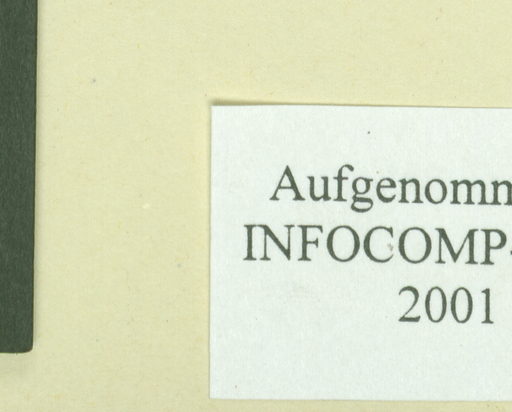 Aufgenomm
INFOCOMP-
2001